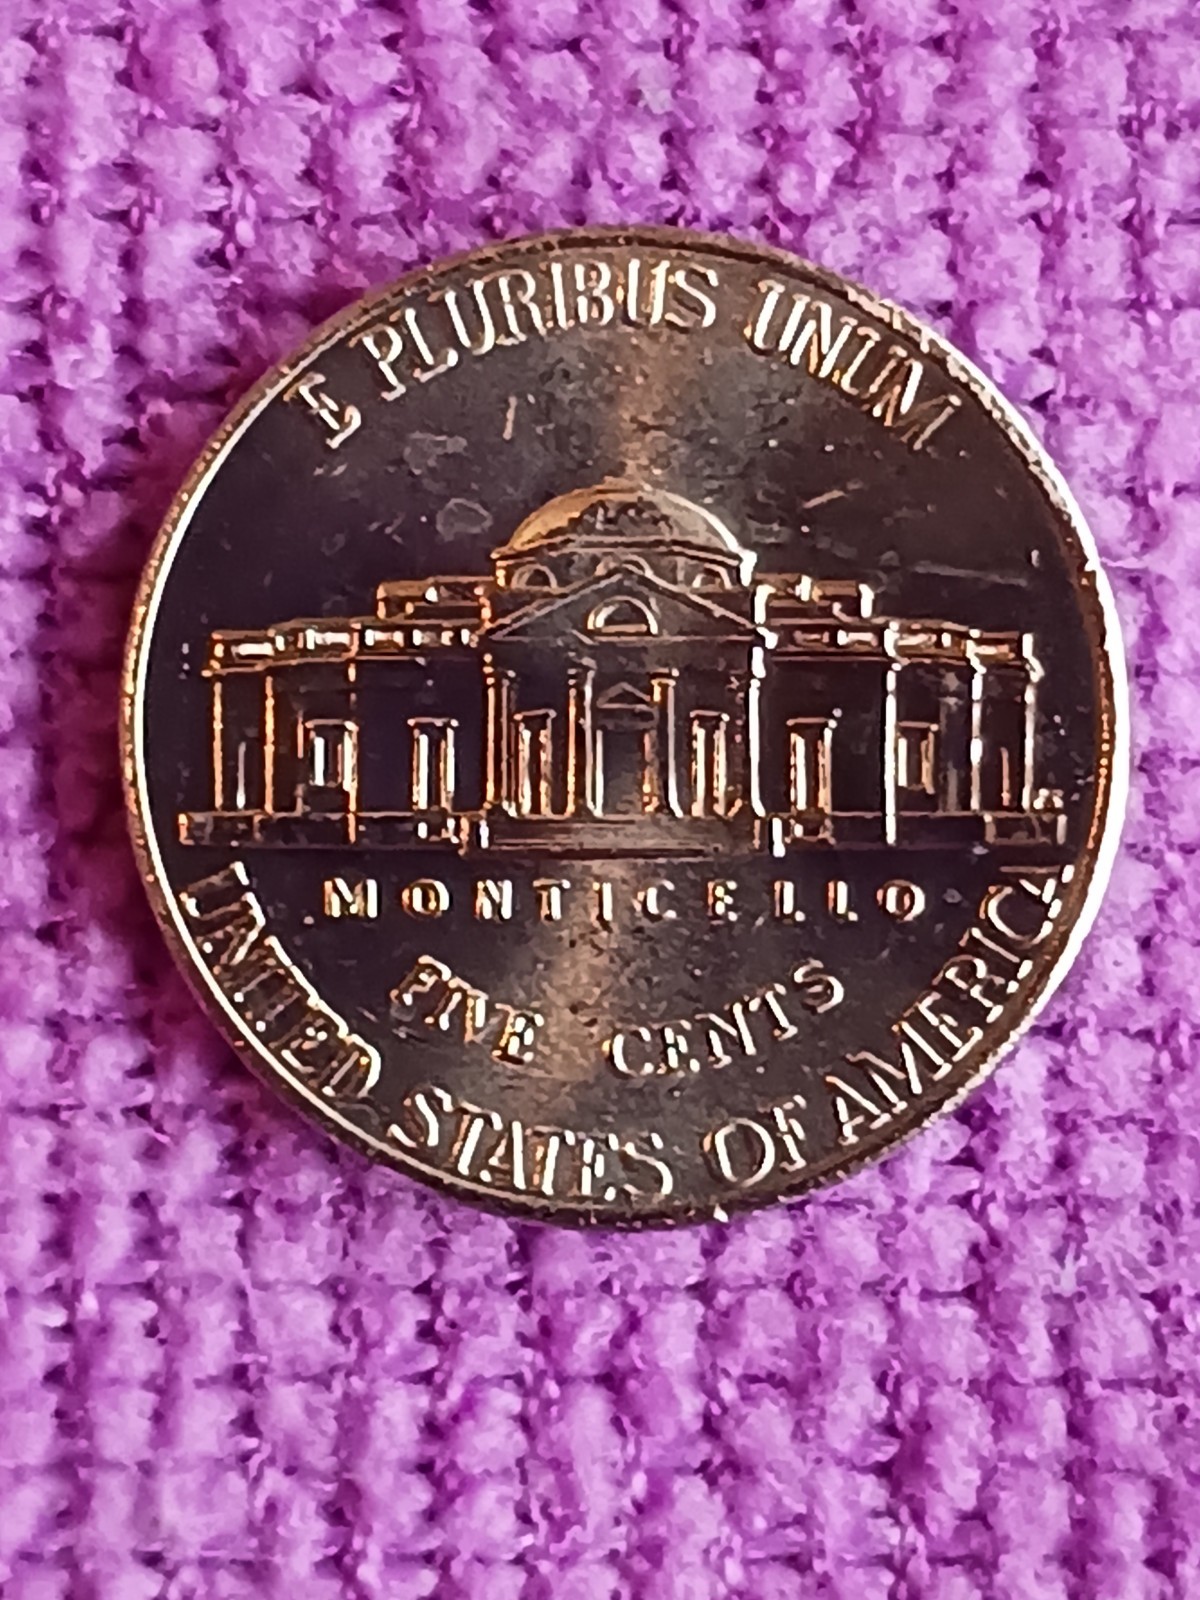 E PLURIBUS UNUM
MONTICELLO
FIVE CENTS
UNITED STATES OF AMERICA